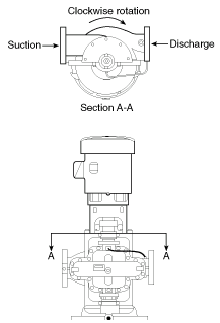 Clockwise rotation
Suction
Discharge
Section A-A
A
A